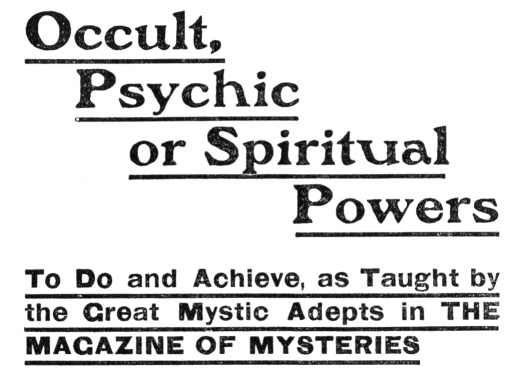 Occult,
Psychic
or Spiritual
Powers
To Do and Achieve, as Taught by
the Great Mystic Adepts in THE
MAGAZINE OF MYSTERIES